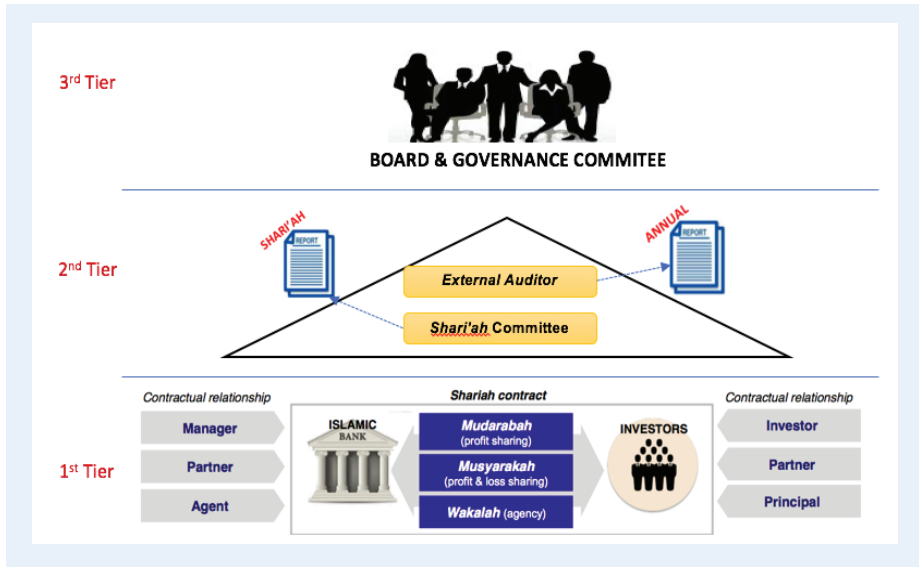 3rd Tier
BOARD & GOVERNANCE COMMITEE
2nd Tier
SHARI'AH
REPORT
ANNUAL
REPORT
External Auditor
Shari'ah Committee
1st Tier
Contractual relationship
Manager
Partner
Agent
Shariah contract
ISLAMIC
BANK
Mudarabah
(profit sharing)
Musyarakah
(profit & loss sharing)
Wakalah (agency)
INVESTORS
Contractual relationship
Investor
Partner
Principal